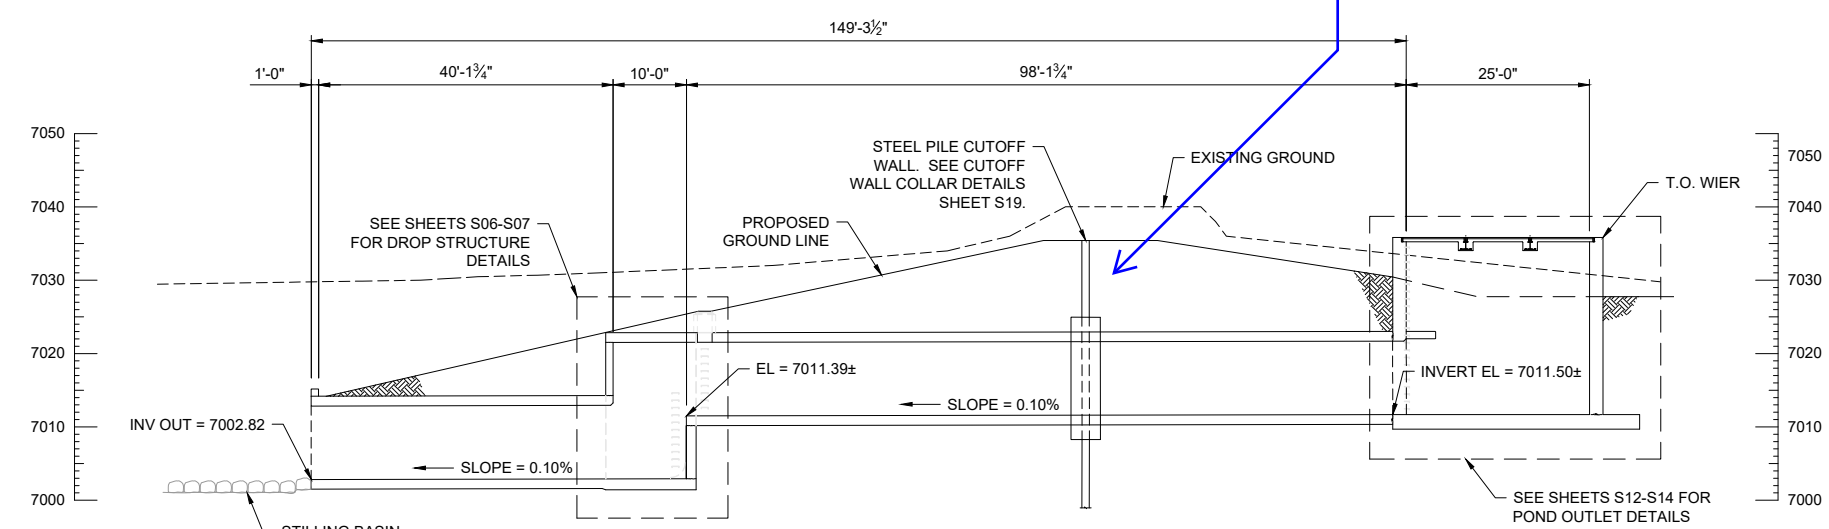 149'-3½"
1'-0"
40'-1¾"
10'-0"
98'-1¾"
25'-0"
7050
7040
7030
7020
7010
7000
STEEL PILE CUTOFF
WALL. SEE CUTOFF
WALL COLLAR DETAILS
SHEET S19.
EXISTING GROUND
T.O. WIER
SEE SHEETS S06-S07
FOR DROP STRUCTURE
DETAILS
PROPOSED
GROUND LINE
EL = 7011.39±
INVERT EL = 7011.50±
SLOPE = 0.10%
INV OUT = 7002.82
SLOPE = 0.10%
STILLING BASIN
SEE SHEETS S12-S14 FOR
POND OUTLET DETAILS
7050
7040
7030
7020
7010
7000